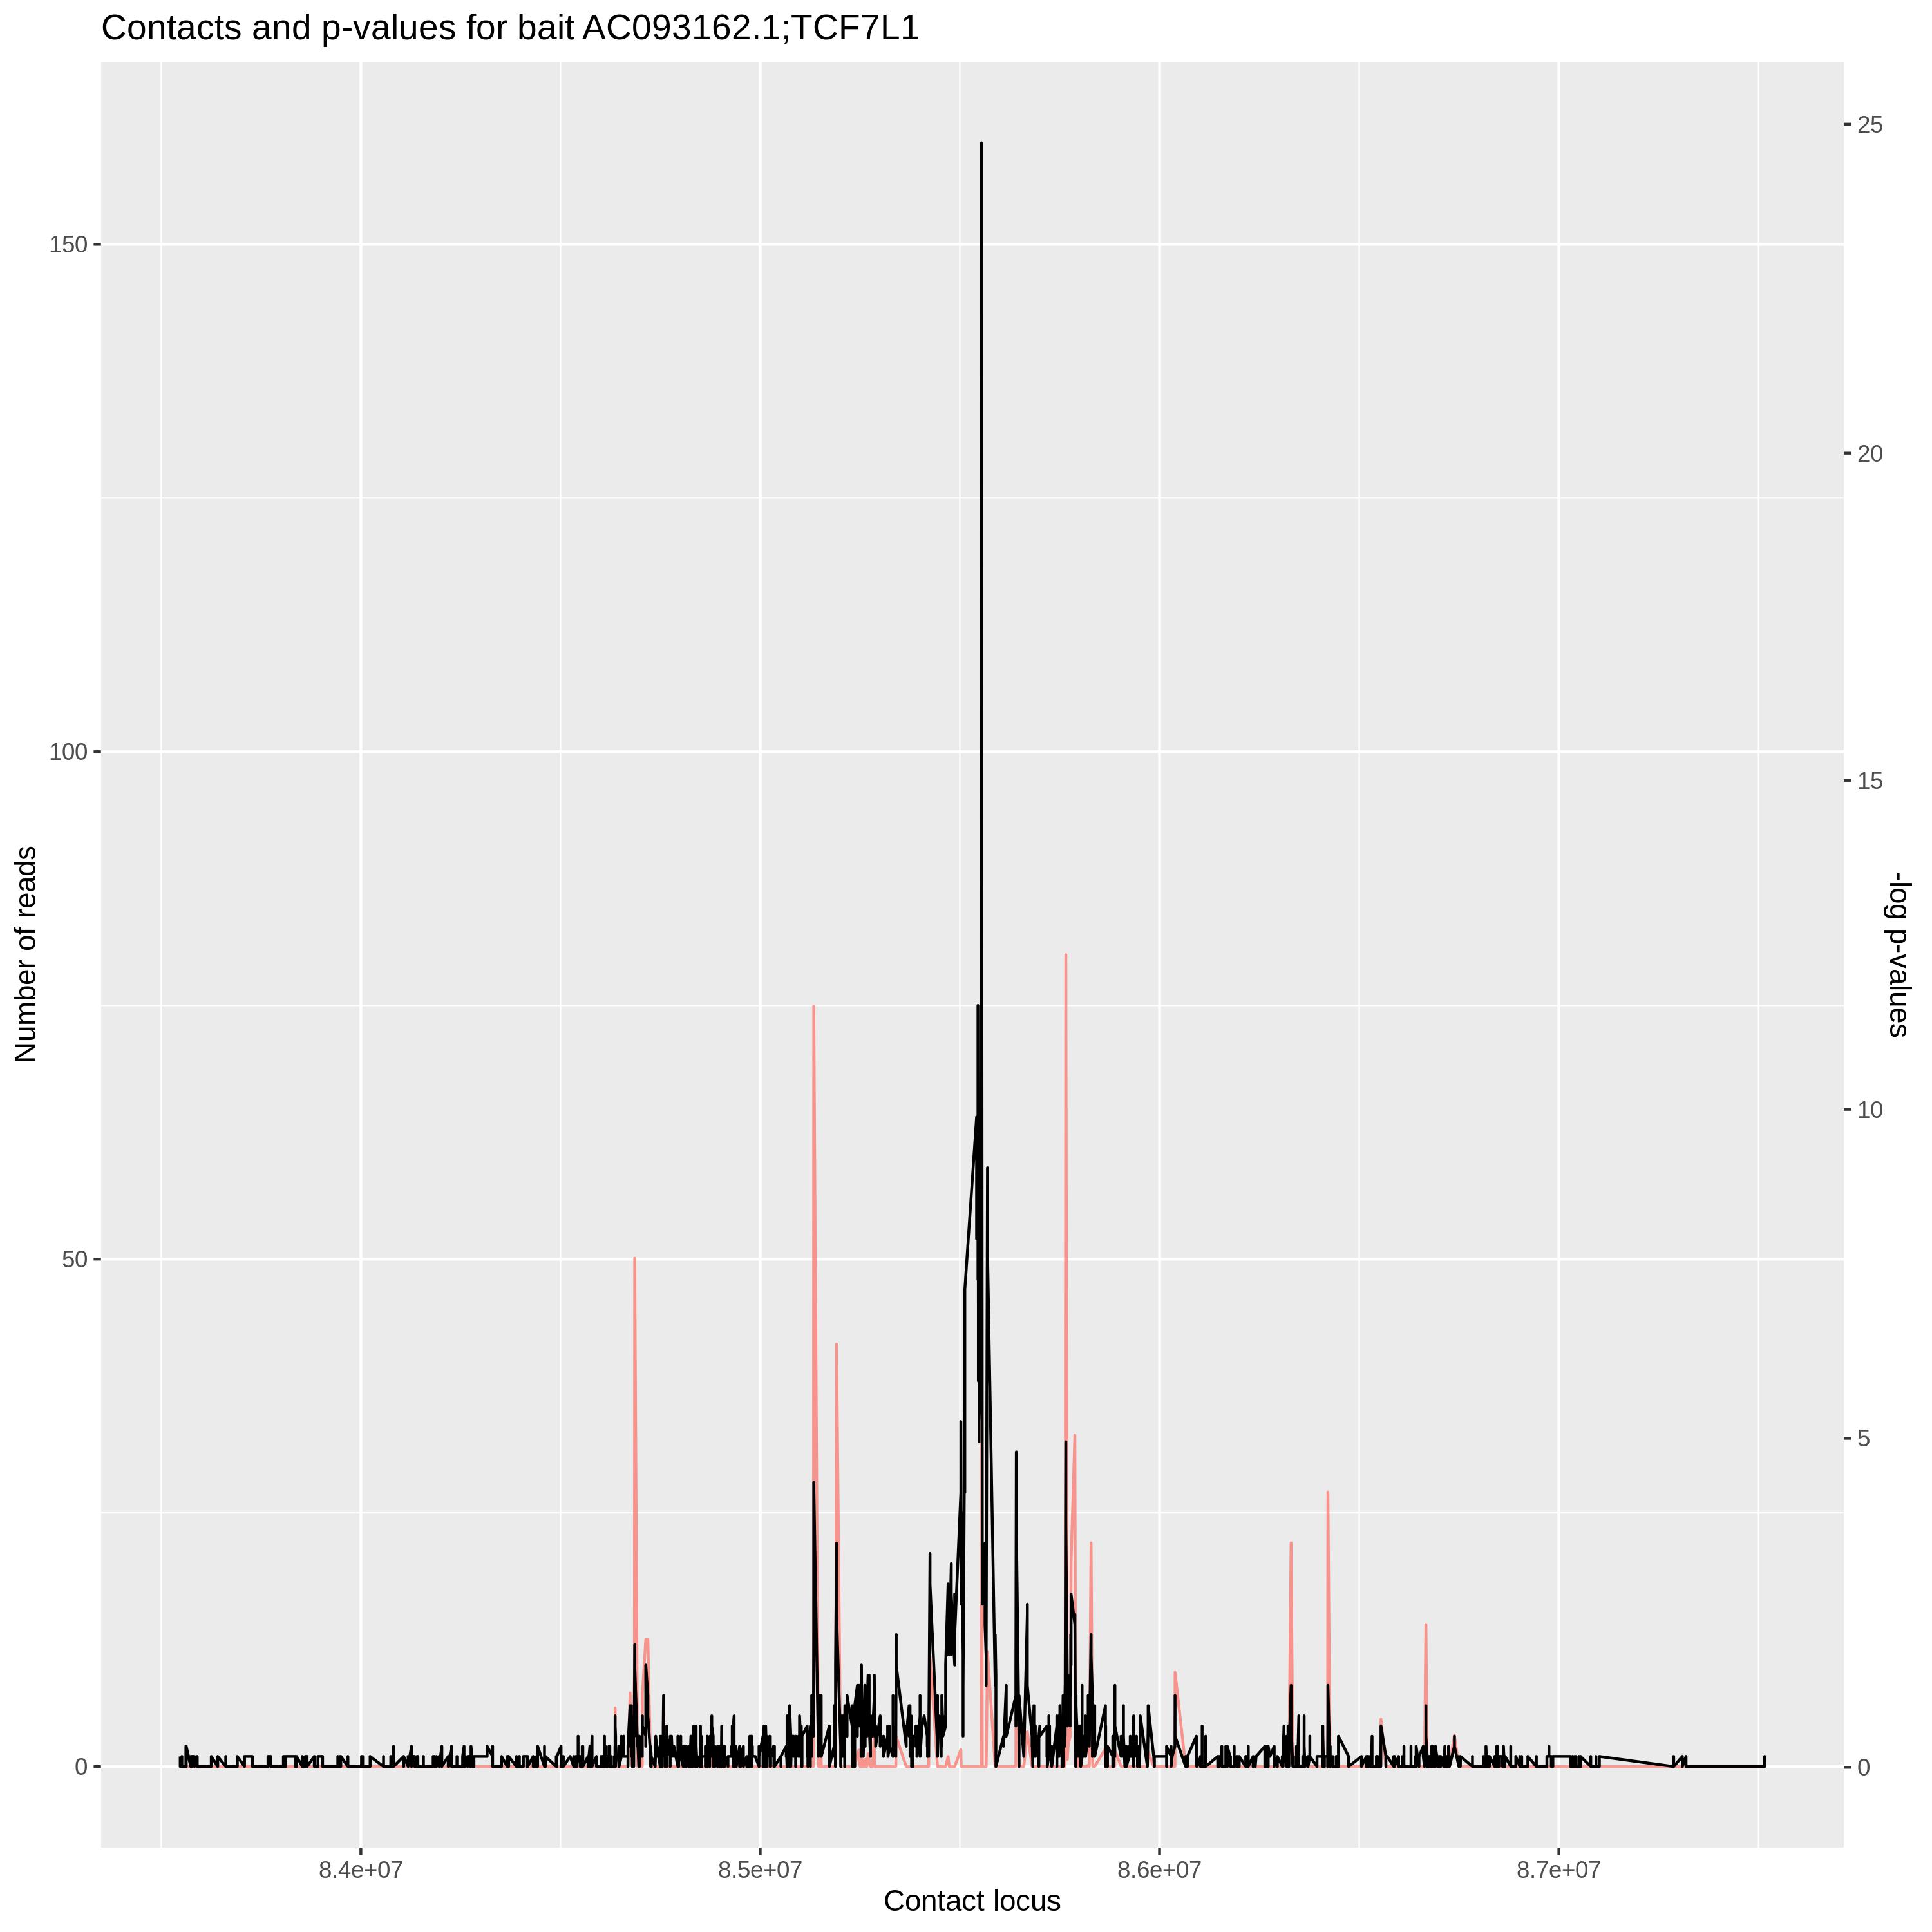 Contacts and p-values for bait AC093162.1;TCF7L1
Number of reads
150
100
50
0
25
20
15
10
5
0
-log p-values
8.4e+07 8.5e+07 8.6e+07 8.7e+07
Contact locus